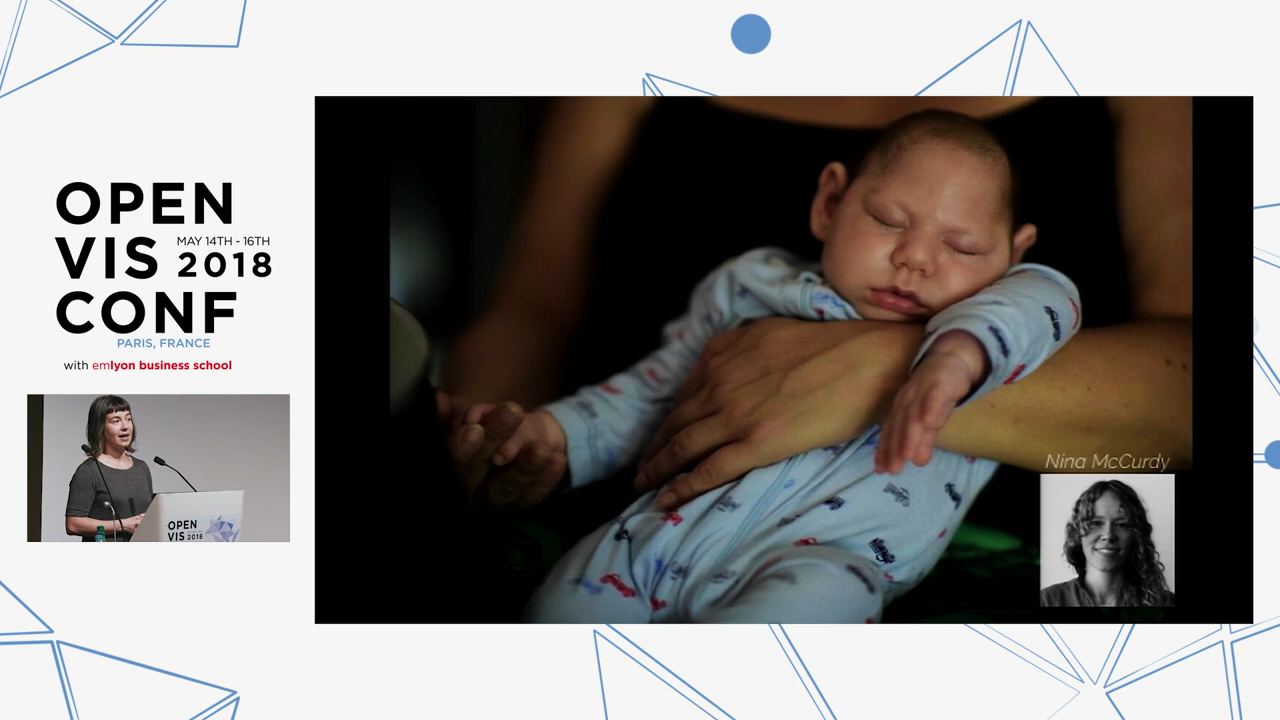 OPEN
VIS MAY 14TH - 16TH
2018
CONF
PARIS, FRANCE
with emlyon business school
OPEN
VIS 2018
Nina McCurdy